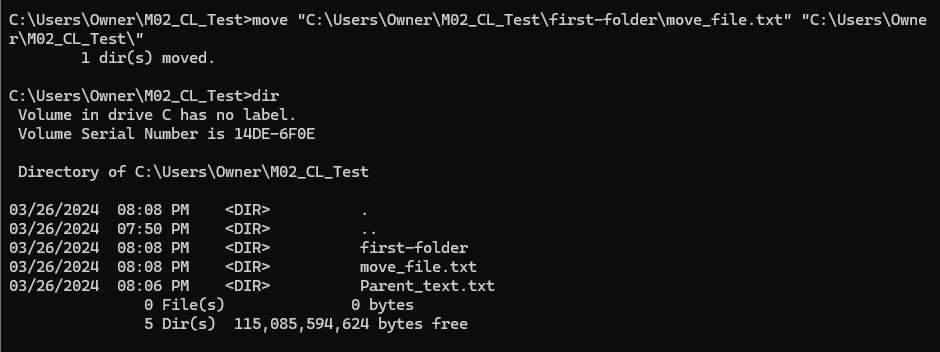 C:\Users\Owner\M02_CL_Test>move "C:\Users\Owner\M02_CL_Test\first-folder\move_file.txt" "C:\Users\Owne
r\M02_CL_Test\"
        1 dir(s) moved.

C:\Users\Owner\M02_CL_Test>dir
 Volume in drive C has no label.
 Volume Serial Number is 14DE-6F0E

 Directory of C:\Users\Owner\M02_CL_Test

03/26/2024  08:08 PM    <DIR>          .
03/26/2024  07:50 PM    <DIR>          ..
03/26/2024  08:08 PM    <DIR>          first-folder
03/26/2024  08:08 PM    <DIR>          move_file.txt
03/26/2024  08:06 PM    <DIR>          Parent_text.txt
               0 File(s)              0 bytes
               5 Dir(s)  115,085,594,624 bytes free